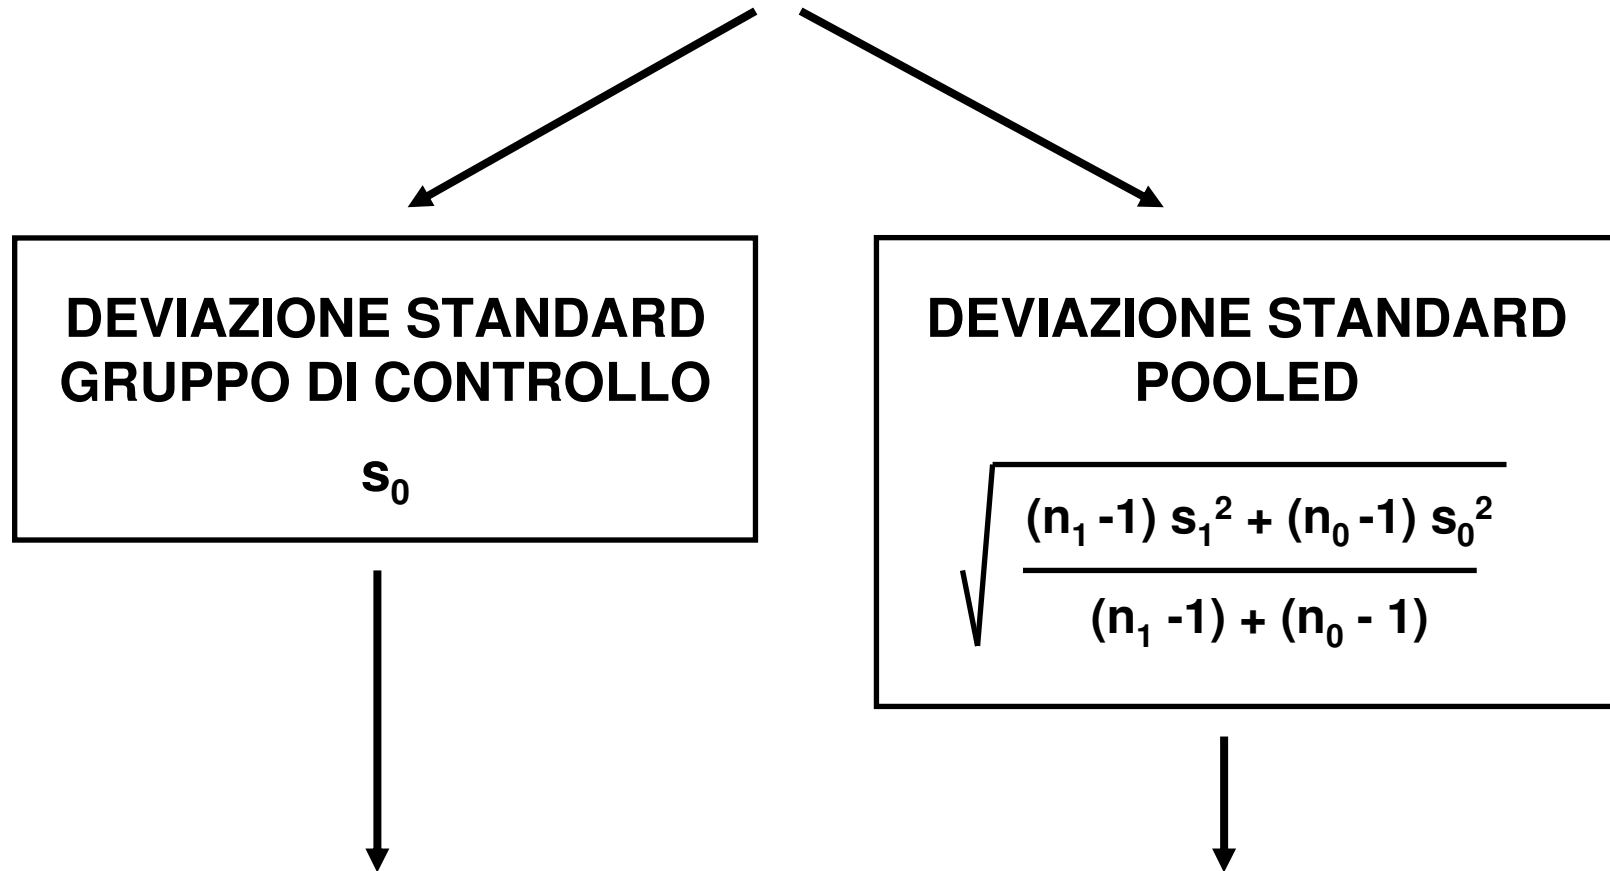 DEVIAZIONE STANDARD
GRUPPO DI CONTROLLO
s₀
DEVIAZIONE STANDARD
POOLED
√
(n₁ -1) s₁² + (n₀ -1) s₀²
(n₁ -1) + (n₀ - 1)